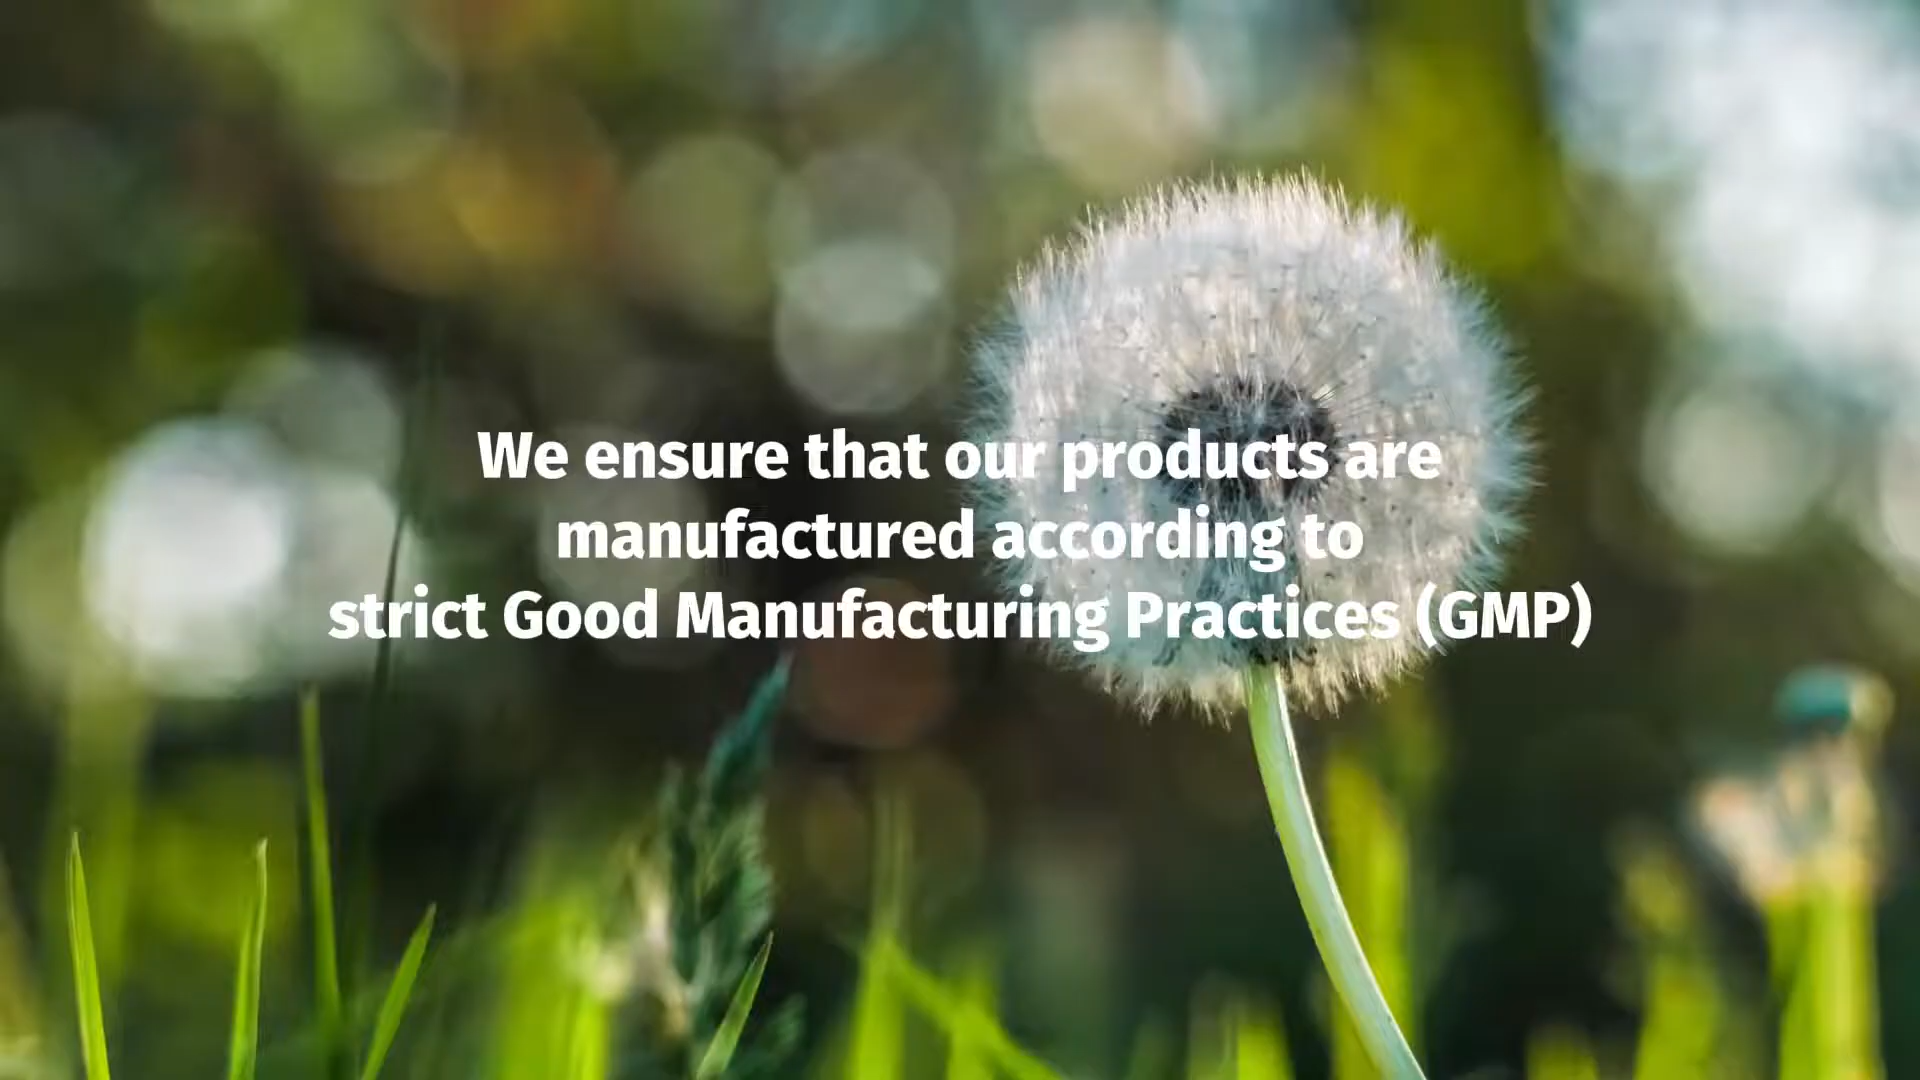 We ensure that our products are
manufactured according to
strict Good Manufacturing Practices (GMP)